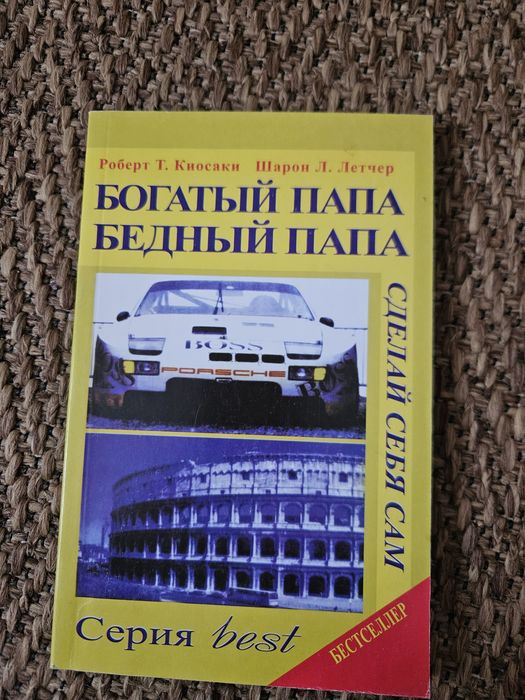 Роберт Т. Киосаки Шарон Л. Летчер
БОГАТЫЙ ПАПА
БЕДНЫЙ ПАПА
СДЕЛАЙ СЕБЯ САМ
BOSS
PORSCHE
Серия best
БЕСТСЕЛЛЕР